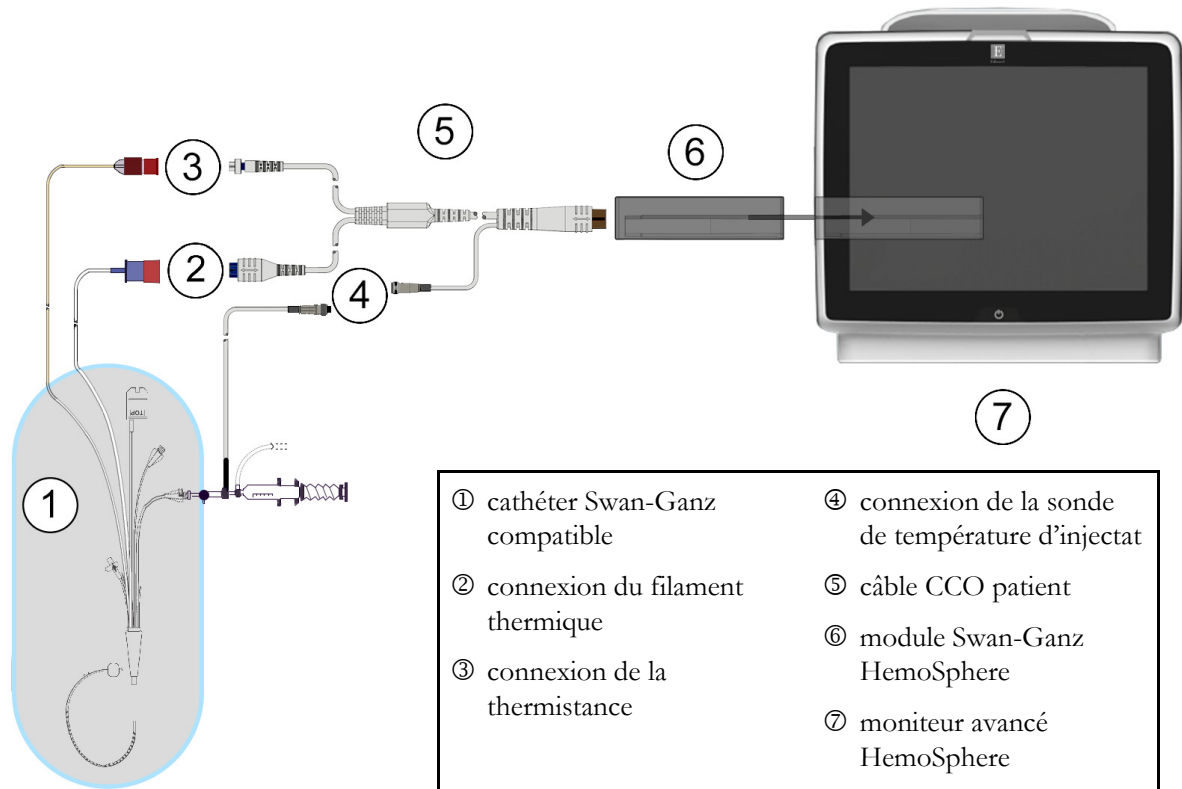 ③
⑤
⑥
②
④
①
TOP
E
⑦
① cathéter Swan-Ganz
compatible
② connexion du filament
thermique
③ connexion de la
thermistance
④ connexion de la sonde
de température d’injectat
⑤ câble CCO patient
⑥ module Swan-Ganz
HemoSphere
⑦ moniteur avancé
HemoSphere